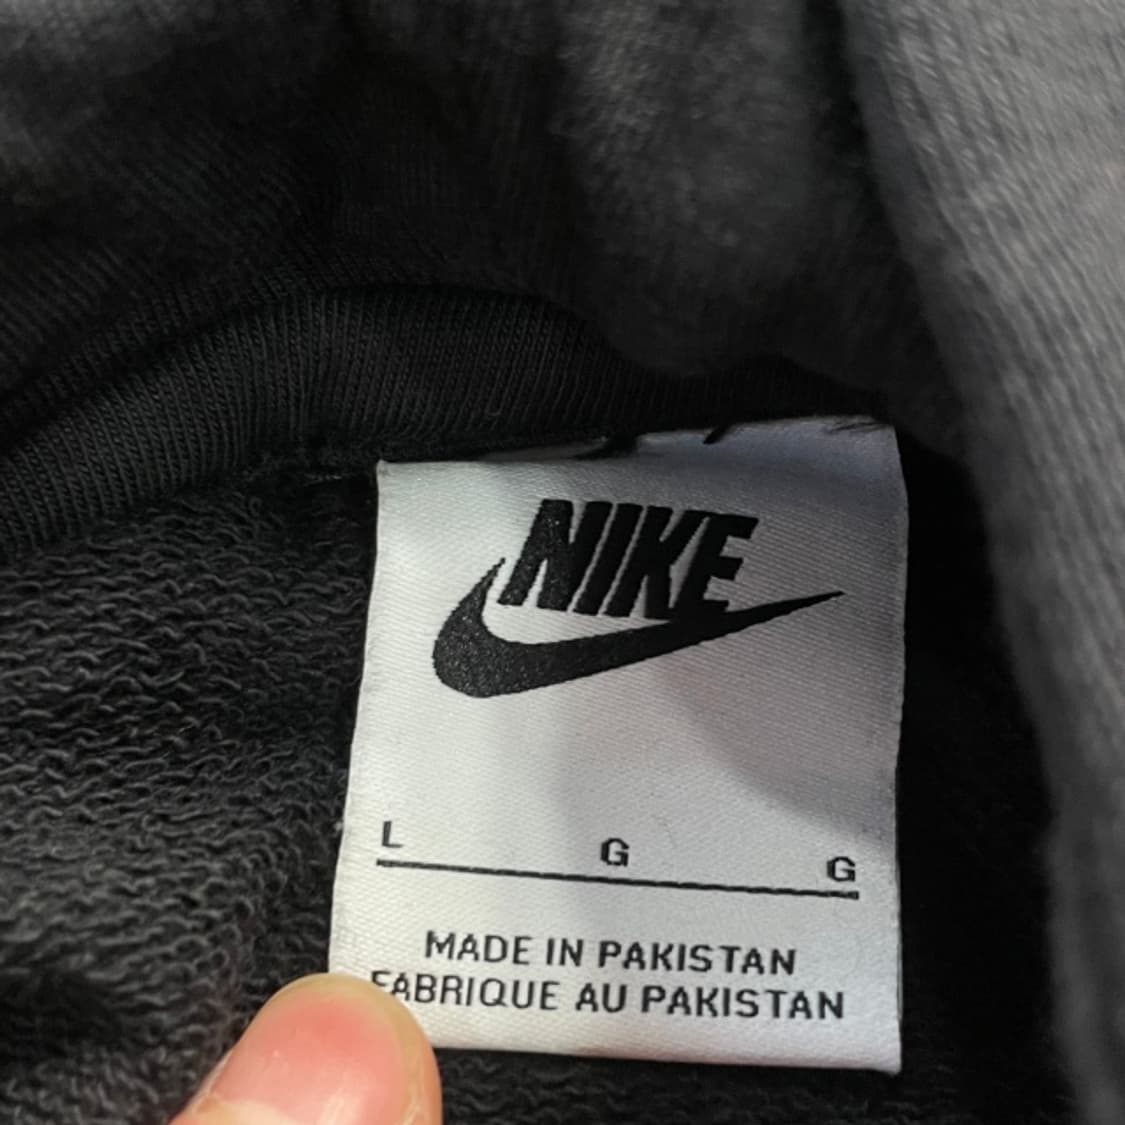 NIKE
L G G
MADE IN PAKISTAN
FABRIQUE AU PAKISTAN